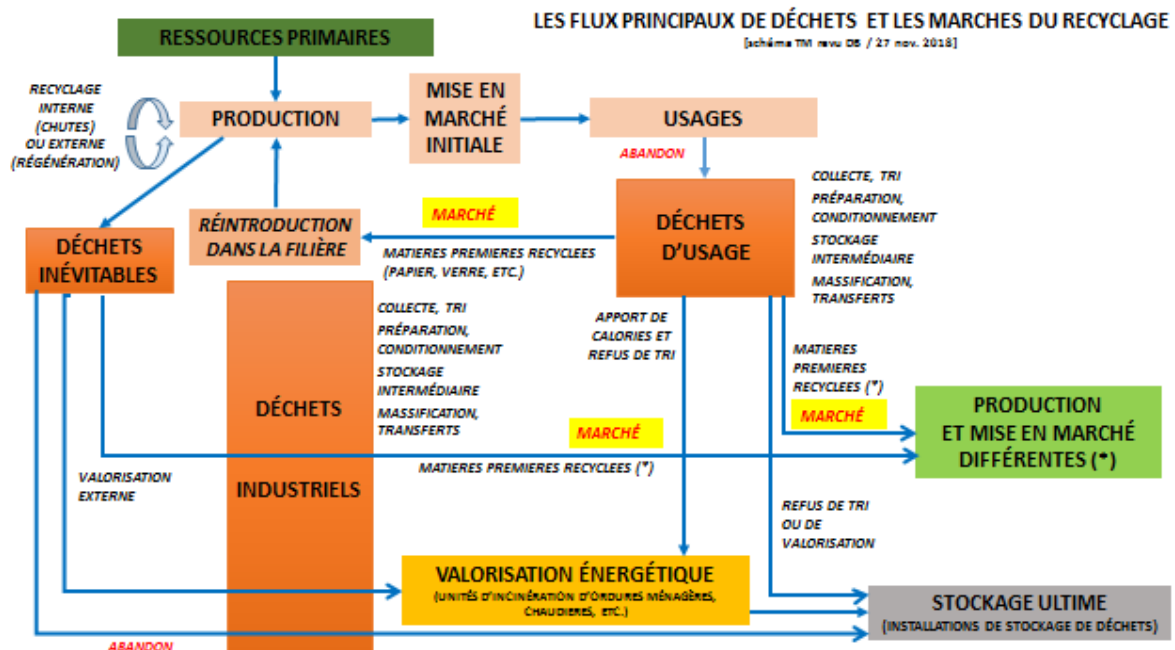 LES FLUX PRINCIPAUX DE DÉCHETS ET LES MARCHES DU RECYCLAGE
[schéma TM revu DB / 27 nov. 2018]
RESSOURCES PRIMAIRES
RECYCLAGE
INTERNE
(CHUTES)
OU EXTERNE
(RÉGÉNÉRATION)
PRODUCTION
MISE EN
MARCHÉ
INITIALE
USAGES
ABANDON
COLLECTE, TRI
PRÉPARATION,
CONDITIONNEMENT
STOCKAGE
INTERMÉDIAIRE
MASSIFICATION,
TRANSFERTS
DÉCHETS
D'USAGE
MARCHÉ
MATIERES PREMIERES RECYCLEES
(PAPIER, VERRE, ETC.)
RÉINTRODUCTION
DANS LA FILIÈRE
DÉCHETS
INÉVITABLES
COLLECTE, TRI
PRÉPARATION,
CONDITIONNEMENT
STOCKAGE
INTERMÉDIAIRE
MASSIFICATION,
TRANSFERTS
APPORT DE
CALORIES ET
REFUS DE TRI
MATIERES
PREMIERES
RECYCLEES (*)
MARCHÉ
PRODUCTION
ET MISE EN MARCHÉ
DIFFÉRENTES (*)
DÉCHETS
INDUSTRIELS
MARCHÉ
MATIERES PREMIERES RECYCLEES (*)
VALORISATION
EXTERNE
REFUS DE TRI
OU DE
VALORISATION
VALORISATION ÉNERGÉTIQUE
(UNITÉS D'INCINÉRATION D'ORDURES MÉNAGÈRES,
CHAUDIERES, ETC.)
STOCKAGE ULTIME
(INSTALLATIONS DE STOCKAGE DE DÉCHETS)
ABANDON